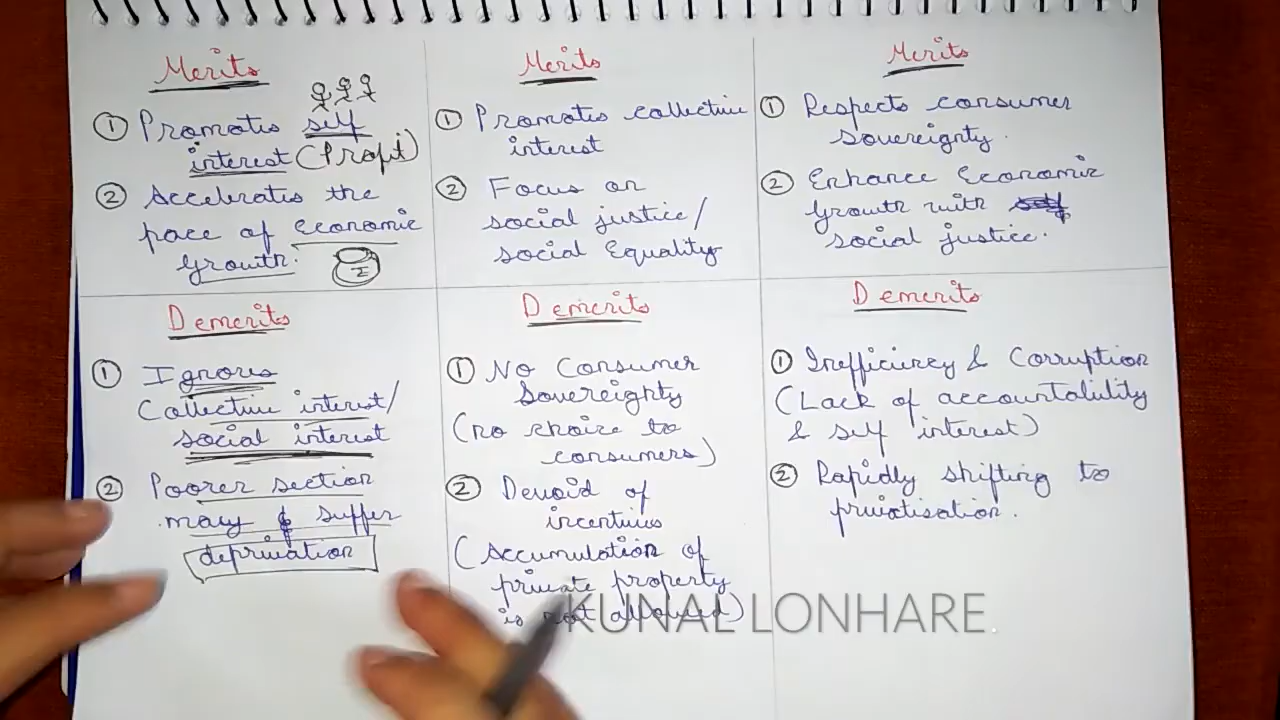 Merits
① Promotes self
interest (Profit)
② Accelerates the
pace of Economic
Growth.
Demerits
① Ignores
Collective interest/
social interest
② Poorer section
may suffer
deprivation
Merits
① Promotes collective
interest
② Focus on
social justice/
social Equality
Demerits
① No Consumer
Sovereignty
(no choice to
consumers)
② Devoid of
incentives
(Accumulation of
private property
is not allowed)
Merits
① Respects consumer
sovereignty.
② Enhance Economic
Growth with
social justice.
Demerits
① Inefficiency & Corruption
(Lack of accountability
& self interest)
② Rapidly shifting to
privatisation.
KUNAL LONHARE.